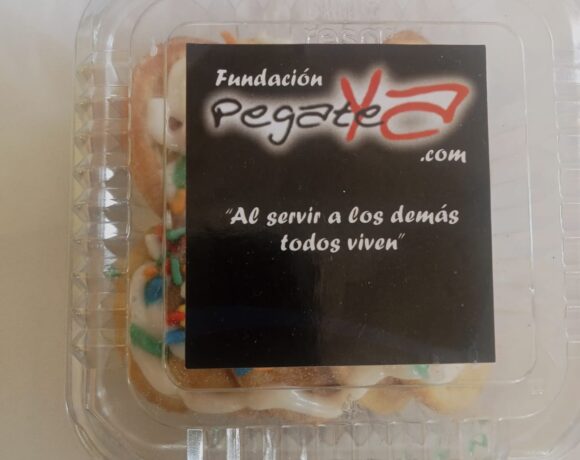 Fundación
PegateYa
.com
“Al servir a los demás
todos viven”